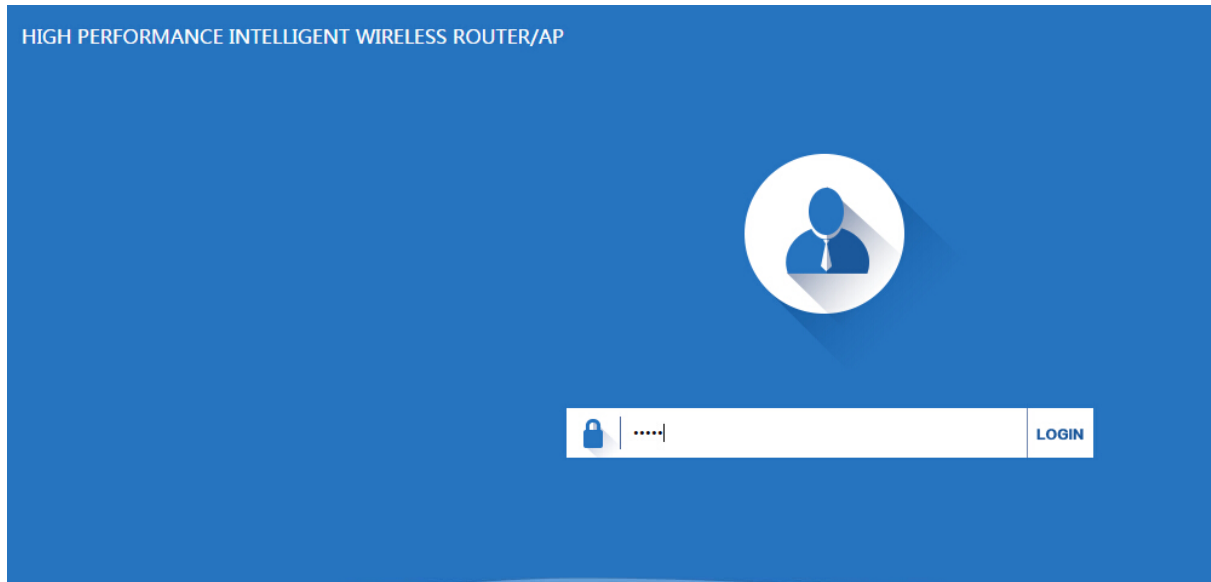 HIGH PERFORMANCE INTELLIGENT WIRELESS ROUTER/AP
•••••
LOGIN